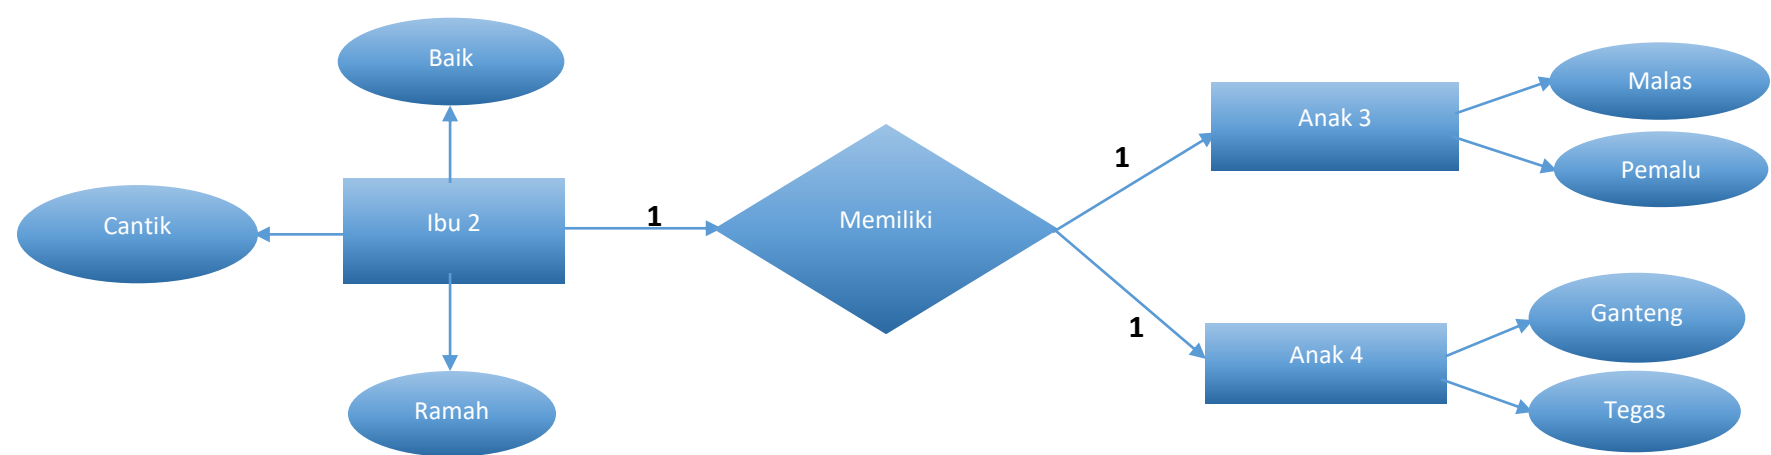 Baik
Cantik
Ibu 2
Ramah
1
Memiliki
1
1
Anak 3
Malas
Pemalu
Anak 4
Ganteng
Tegas